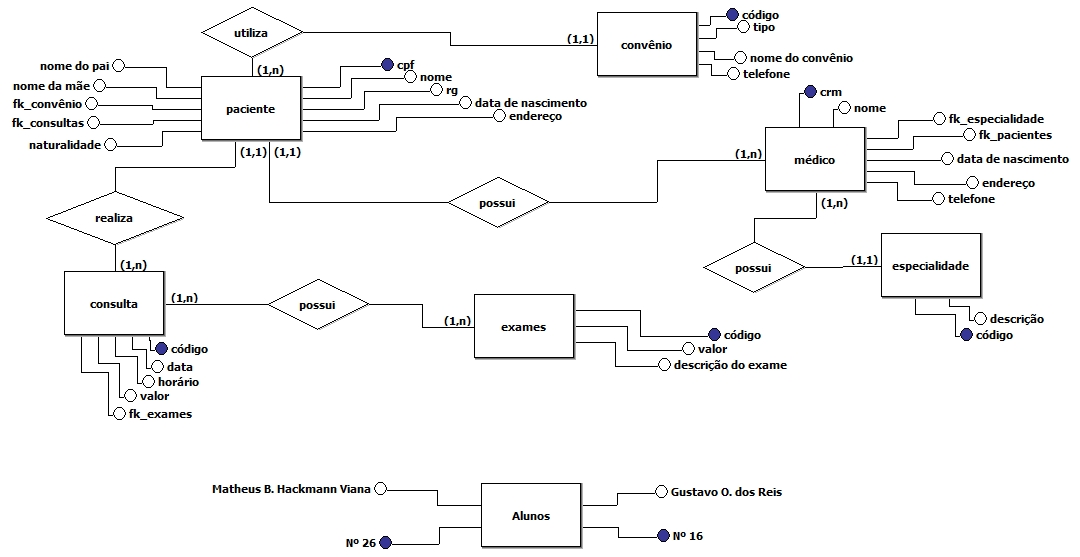 utiliza
(1,n)
(1,1)
convênio
código
tipo
nome do convênio
telefone
nome do pai
nome da mãe
fk_convênio
fk_consultas
naturalidade
paciente
cpf
nome
rg
data de nascimento
endereço
(1,1)
(1,1)
crm
nome
(1,n)
médico
fk_especialidade
fk_pacientes
data de nascimento
endereço
telefone
(1,n)
possui
realiza
(1,n)
possui
(1,1)
especialidade
descrição
código
consulta
(1,n)
possui
(1,n)
exames
código
valor
descrição do exame
código
data
horário
valor
fk_exames
Matheus B. Hackmann Viana
Gustavo O. dos Reis
Alunos
Nº 26
Nº 16